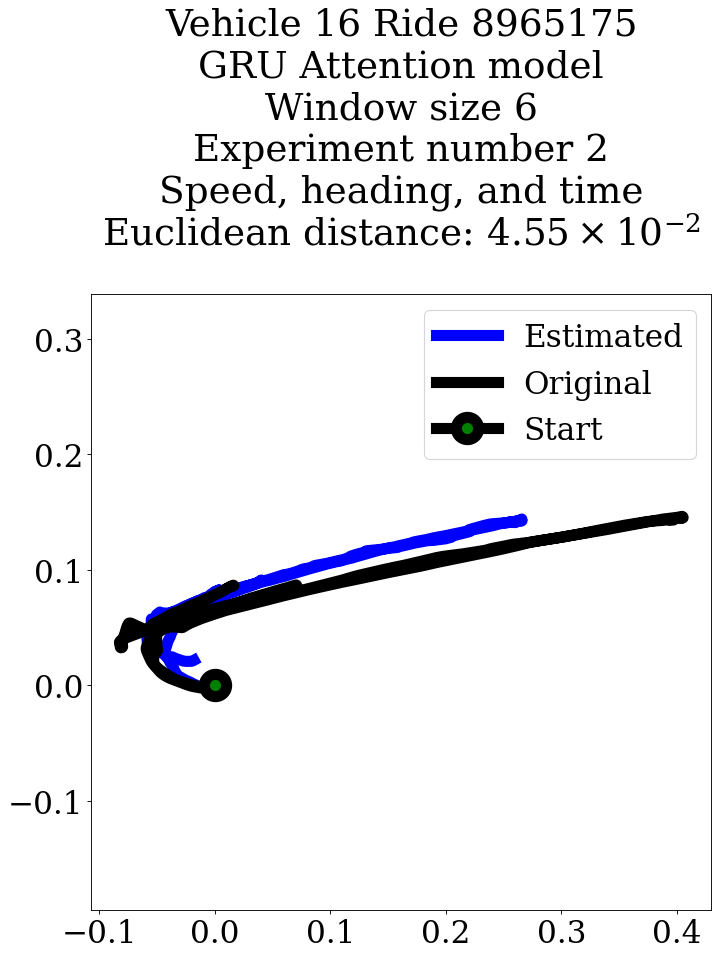 Vehicle 16 Ride 8965175
GRU Attention model
Window size 6
Experiment number 2
Speed, heading, and time
Euclidean distance: 4.55 × 10⁻²
Estimated
Original
Start
0.3
0.2
0.1
0.0
−0.1
−0.1 0.0 0.1 0.2 0.3 0.4